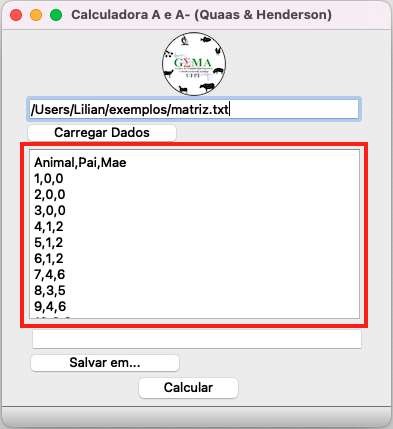 Calculadora A e A- (Quaas & Henderson)
GΣMA
UFPI
/Users/Lilian/exemplos/matriz.txt
Carregar Dados
Animal,Pai,Mae
1,0,0
2,0,0
3,0,0
4,1,2
5,1,2
6,1,2
7,4,6
8,3,5
9,4,6
Salvar em...
Calcular